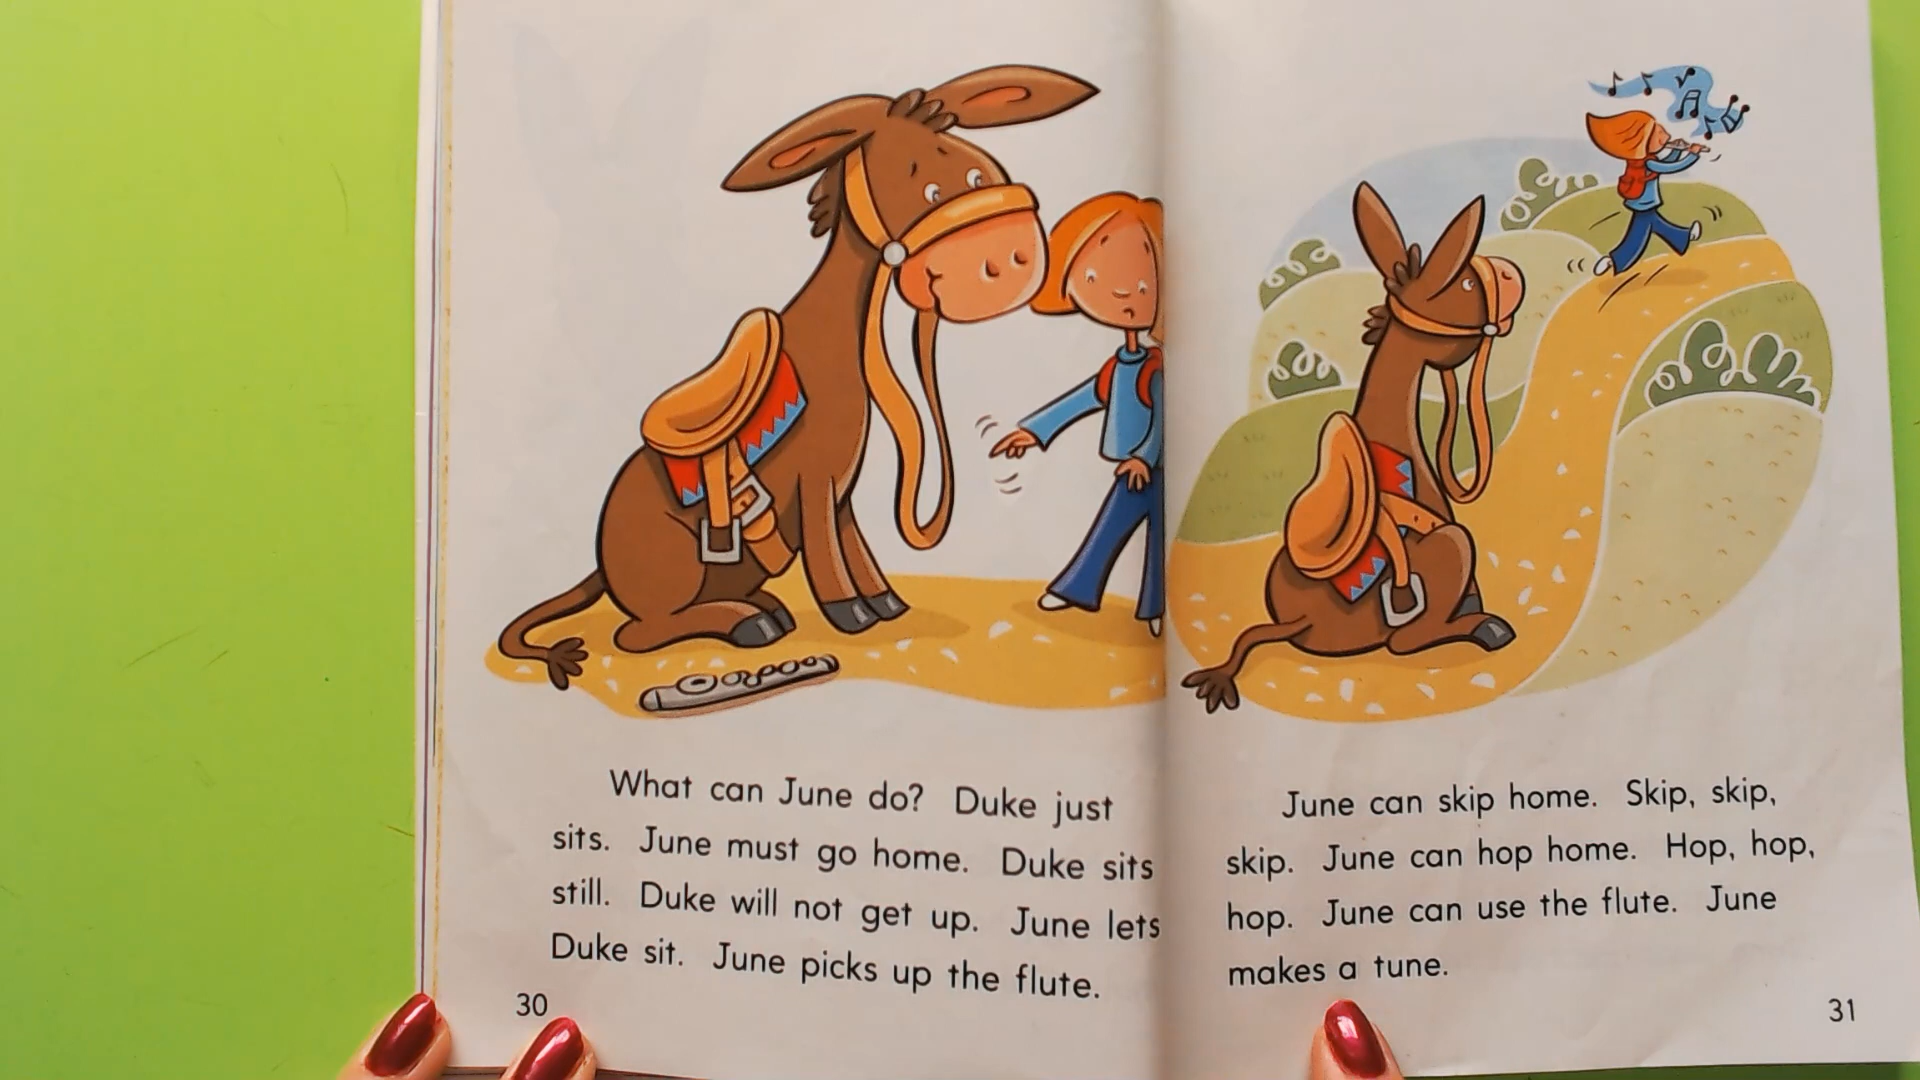 What can June do? Duke just
sits. June must go home. Duke sits
still. Duke will not get up. June lets
Duke sit. June picks up the flute.
30
June can skip home. Skip, skip,
skip. June can hop home. Hop, hop,
hop. June can use the flute. June
makes a tune.
31